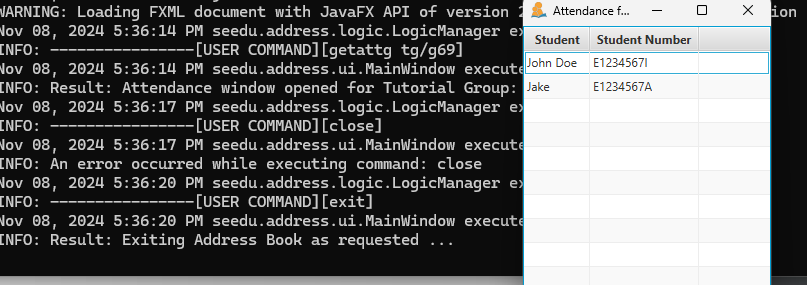 WARNING: Loading FXML document with JavaFX API of version 2
Nov 08, 2024 5:36:14 PM seedu.address.logic.LogicManager ex
INFO: ----------------[USER COMMAND][getattg tg/g69]
Nov 08, 2024 5:36:14 PM seedu.address.ui.MainWindow execute
INFO: Result: Attendance window opened for Tutorial Group:
Nov 08, 2024 5:36:17 PM seedu.address.logic.LogicManager ex
INFO: ----------------[USER COMMAND][close]
Nov 08, 2024 5:36:17 PM seedu.address.ui.MainWindow execute
INFO: An error occurred while executing command: close
Nov 08, 2024 5:36:20 PM seedu.address.logic.LogicManager ex
INFO: ----------------[USER COMMAND][exit]
Nov 08, 2024 5:36:20 PM seedu.address.ui.MainWindow execute
INFO: Result: Exiting Address Book as requested ...
Attendance f...
Student Student Number
John Doe E1234567I
Jake E1234567A